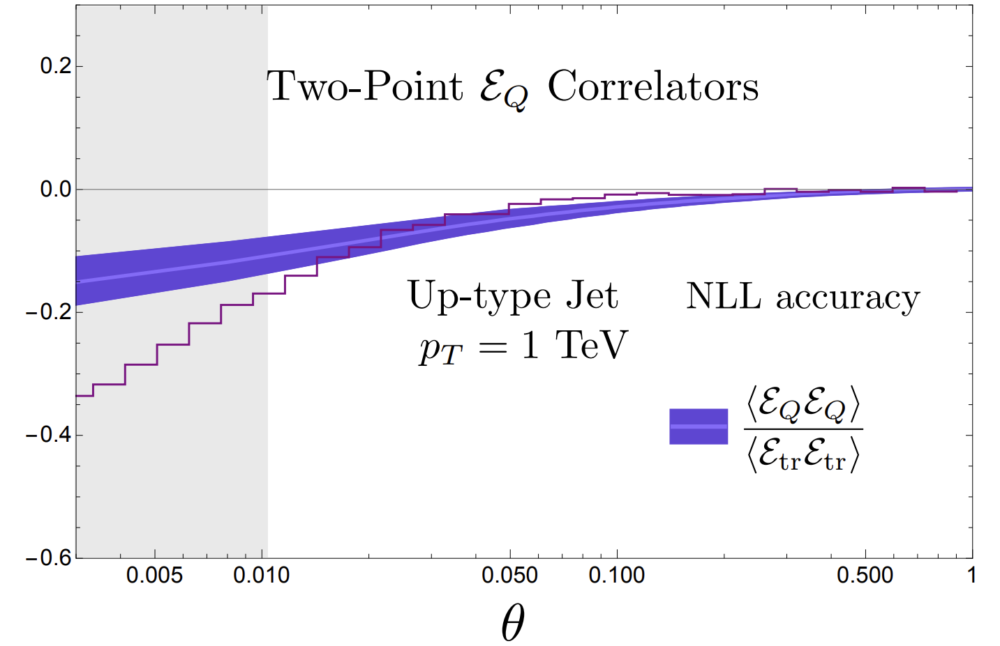 0.2
Two-Point ℰ_Q Correlators
0.0
−0.2
Up-type Jet
NLL accuracy
p_T = 1 TeV
−0.4
⟨ℰ_Q ℰ_Q⟩
⟨ℰ_tr ℰ_tr⟩
−0.6
0.005 0.010 0.050 0.100 0.500 1
θ